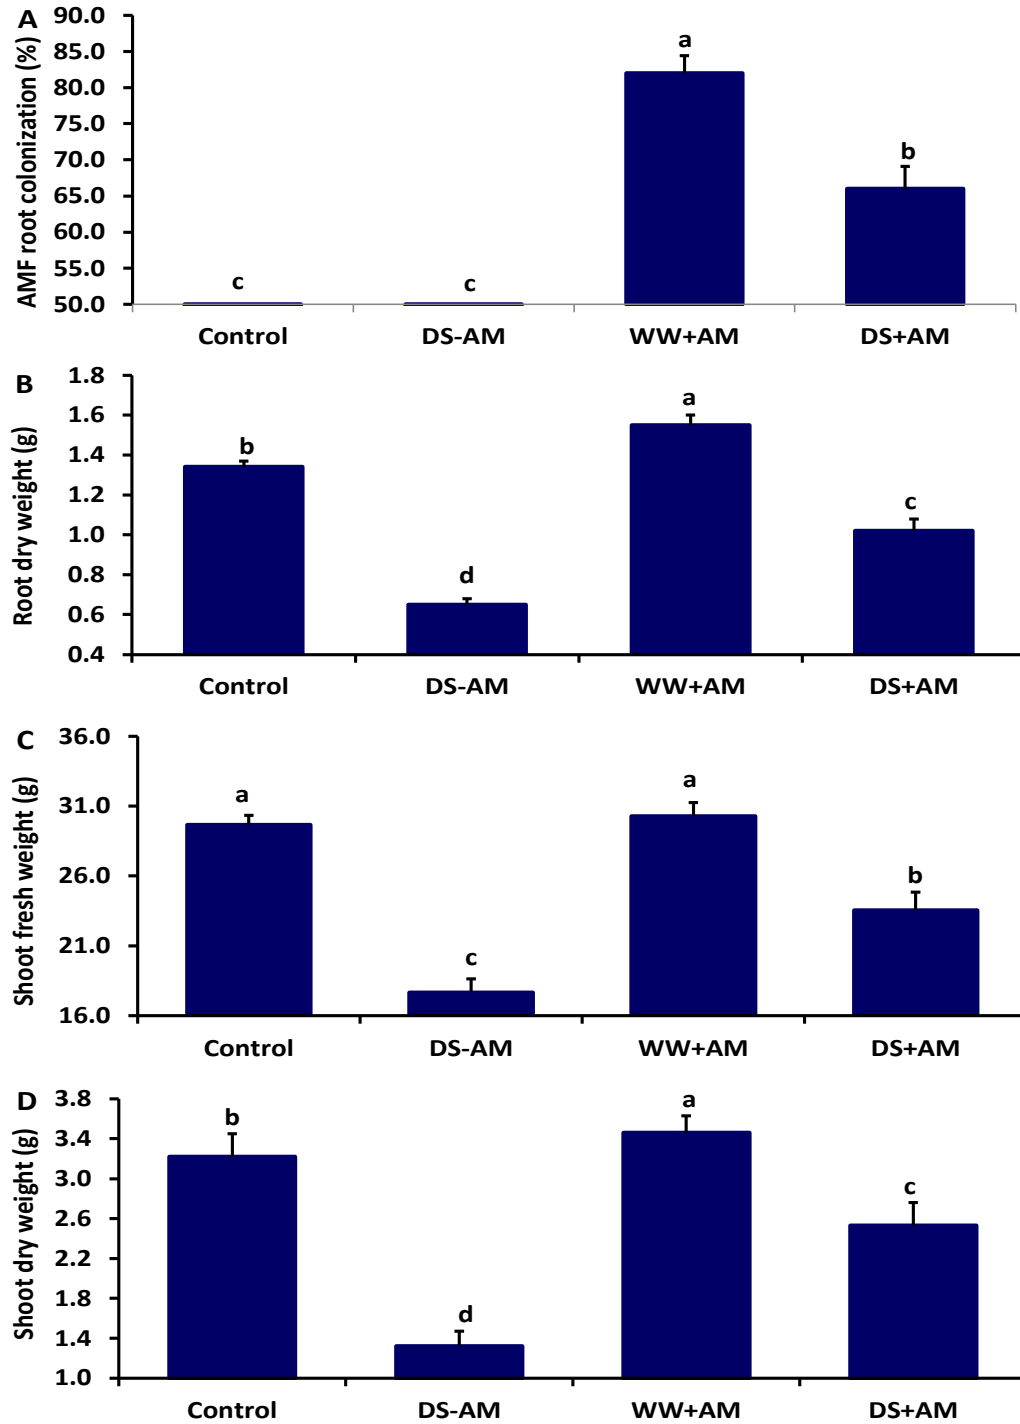 A
AMF root colonization (%)
90.0
85.0
80.0
75.0
70.0
65.0
60.0
55.0
50.0
c
c
a
b
Control DS-AM WW+AM DS+AM
B
Root dry weight (g)
1.8
1.6
1.4
1.2
1.0
0.8
0.6
0.4
b
d
a
c
Control DS-AM WW+AM DS+AM
C
Shoot fresh weight (g)
36.0
31.0
26.0
21.0
16.0
a
c
a
b
Control DS-AM WW+AM DS+AM
D
Shoot dry weight (g)
3.8
3.4
3.0
2.6
2.2
1.8
1.4
1.0
b
d
a
c
Control DS-AM WW+AM DS+AM